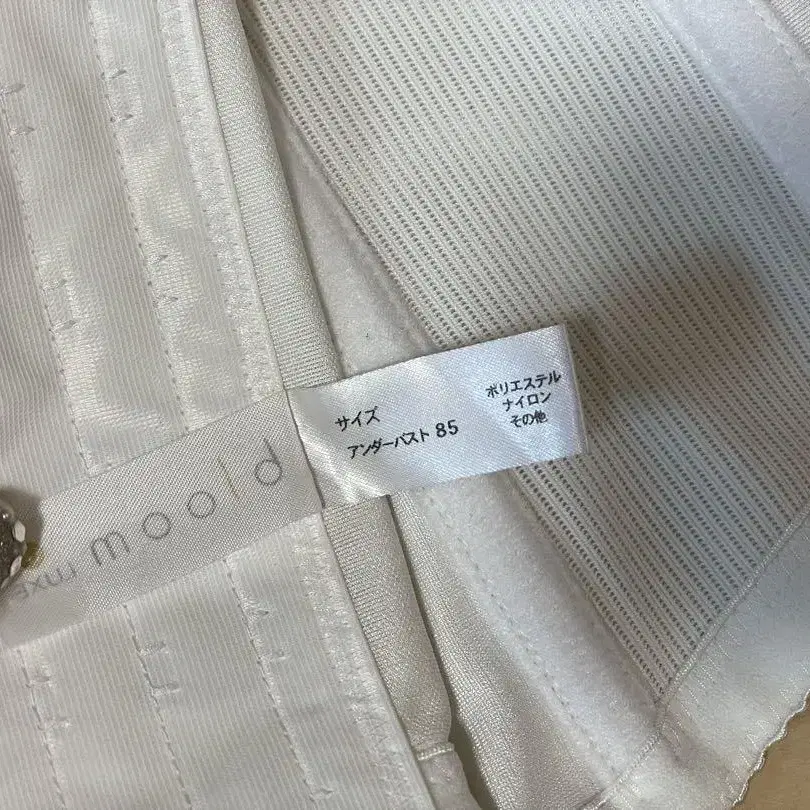 サイズ
アンダーバスト 85
ポリエステル
ナイロン
その他
bloom
LUXE